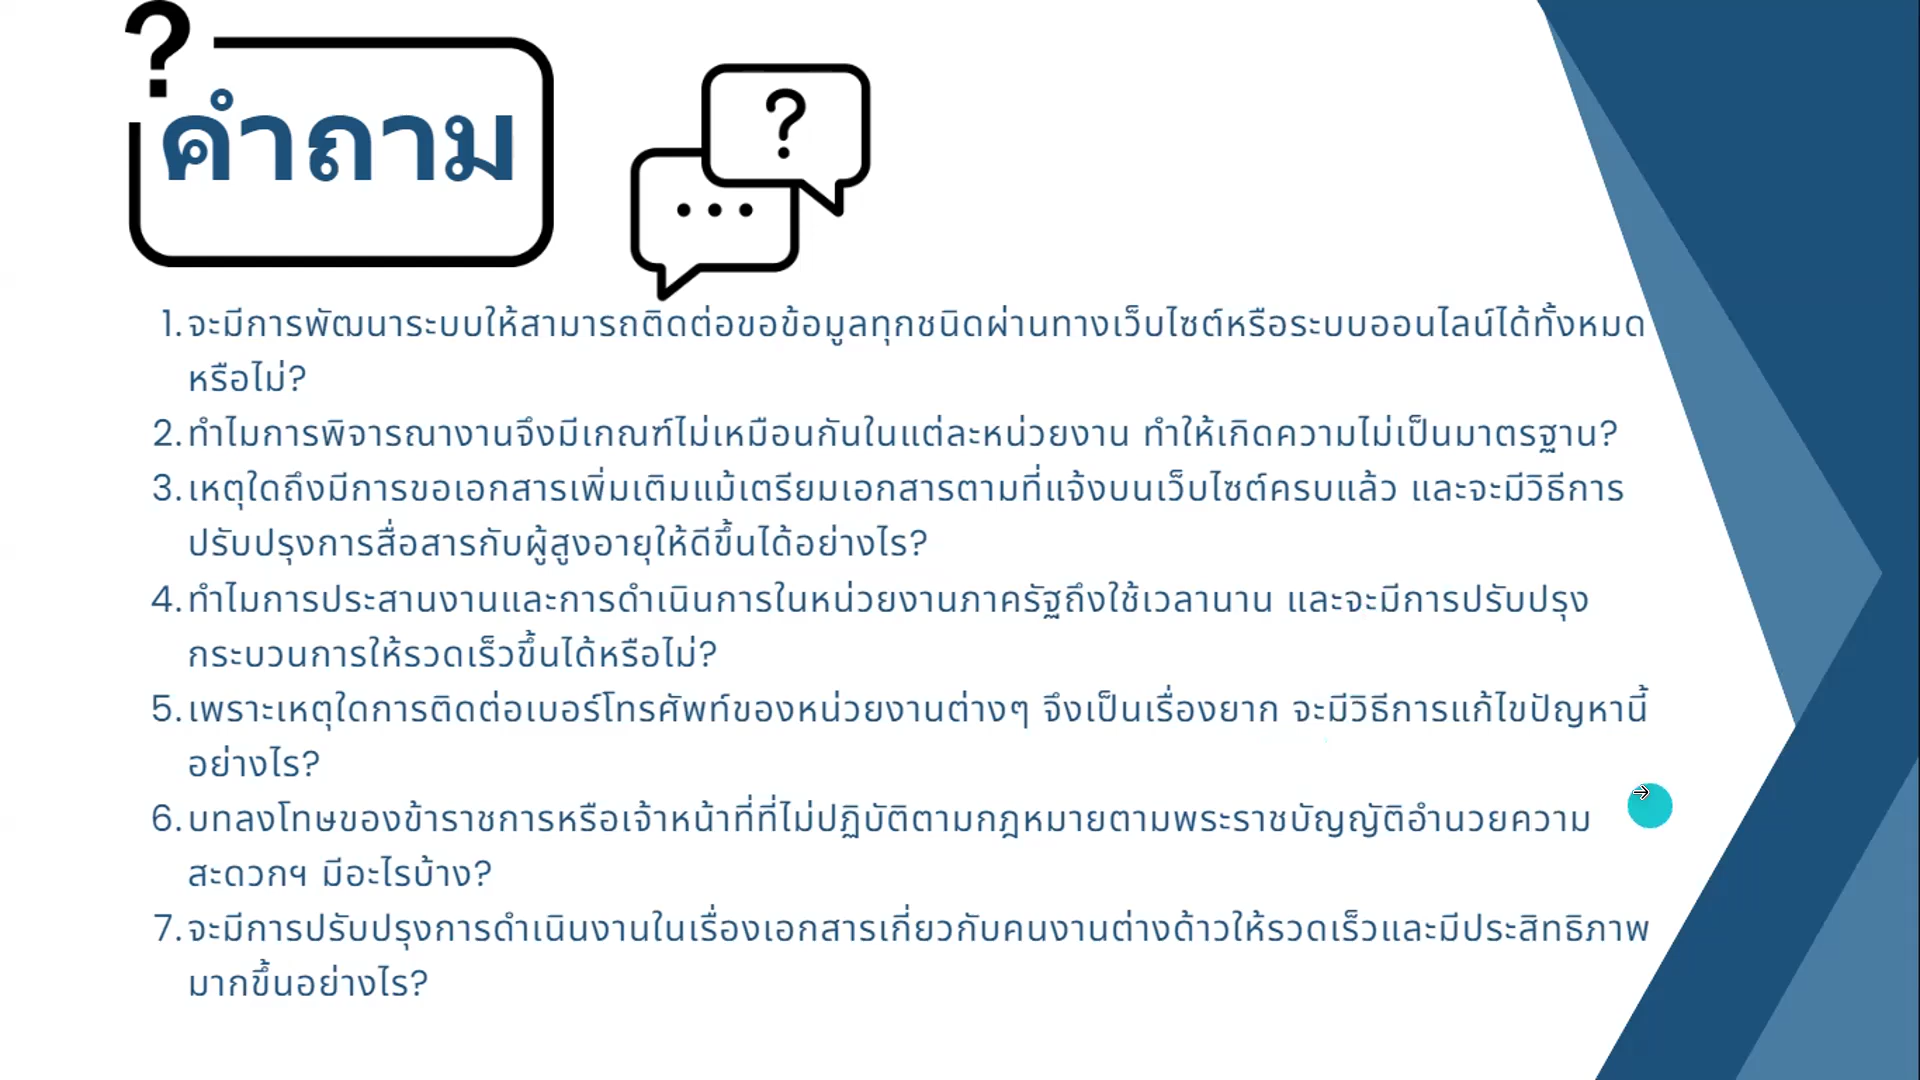 ?
คำถาม
?
1. จะมีการพัฒนาระบบให้สามารถติดต่อขอข้อมูลทุกชนิดผ่านทางเว็บไซต์หรือระบบออนไลน์ได้ทั้งหมด
หรือไม่?
2. ทำไมการพิจารณางานจึงมีเกณฑ์ไม่เหมือนกันในแต่ละหน่วยงาน ทำให้เกิดความไม่เป็นมาตรฐาน?
3. เหตุใดถึงมีการขอเอกสารเพิ่มเติมแม้เตรียมเอกสารตามที่แจ้งบนเว็บไซต์ครบแล้ว และจะมีวิธีการ
ปรับปรุงการสื่อสารกับผู้สูงอายุให้ดีขึ้นได้อย่างไร?
4. ทำไมการประสานงานและการดำเนินการในหน่วยงานภาครัฐถึงใช้เวลานาน และจะมีการปรับปรุง
กระบวนการให้รวดเร็วขึ้นได้หรือไม่?
5. เพราะเหตุใดการติดต่อเบอร์โทรศัพท์ของหน่วยงานต่างๆ จึงเป็นเรื่องยาก จะมีวิธีการแก้ไขปัญหานี้
อย่างไร?
6. บทลงโทษของข้าราชการหรือเจ้าหน้าที่ที่ไม่ปฏิบัติตามกฎหมายตามพระราชบัญญัติอำนวยความ
สะดวกฯ มีอะไรบ้าง?
7. จะมีการปรับปรุงการดำเนินงานในเรื่องเอกสารเกี่ยวกับคนงานต่างด้าวให้รวดเร็วและมีประสิทธิภาพ
มากขึ้นอย่างไร?